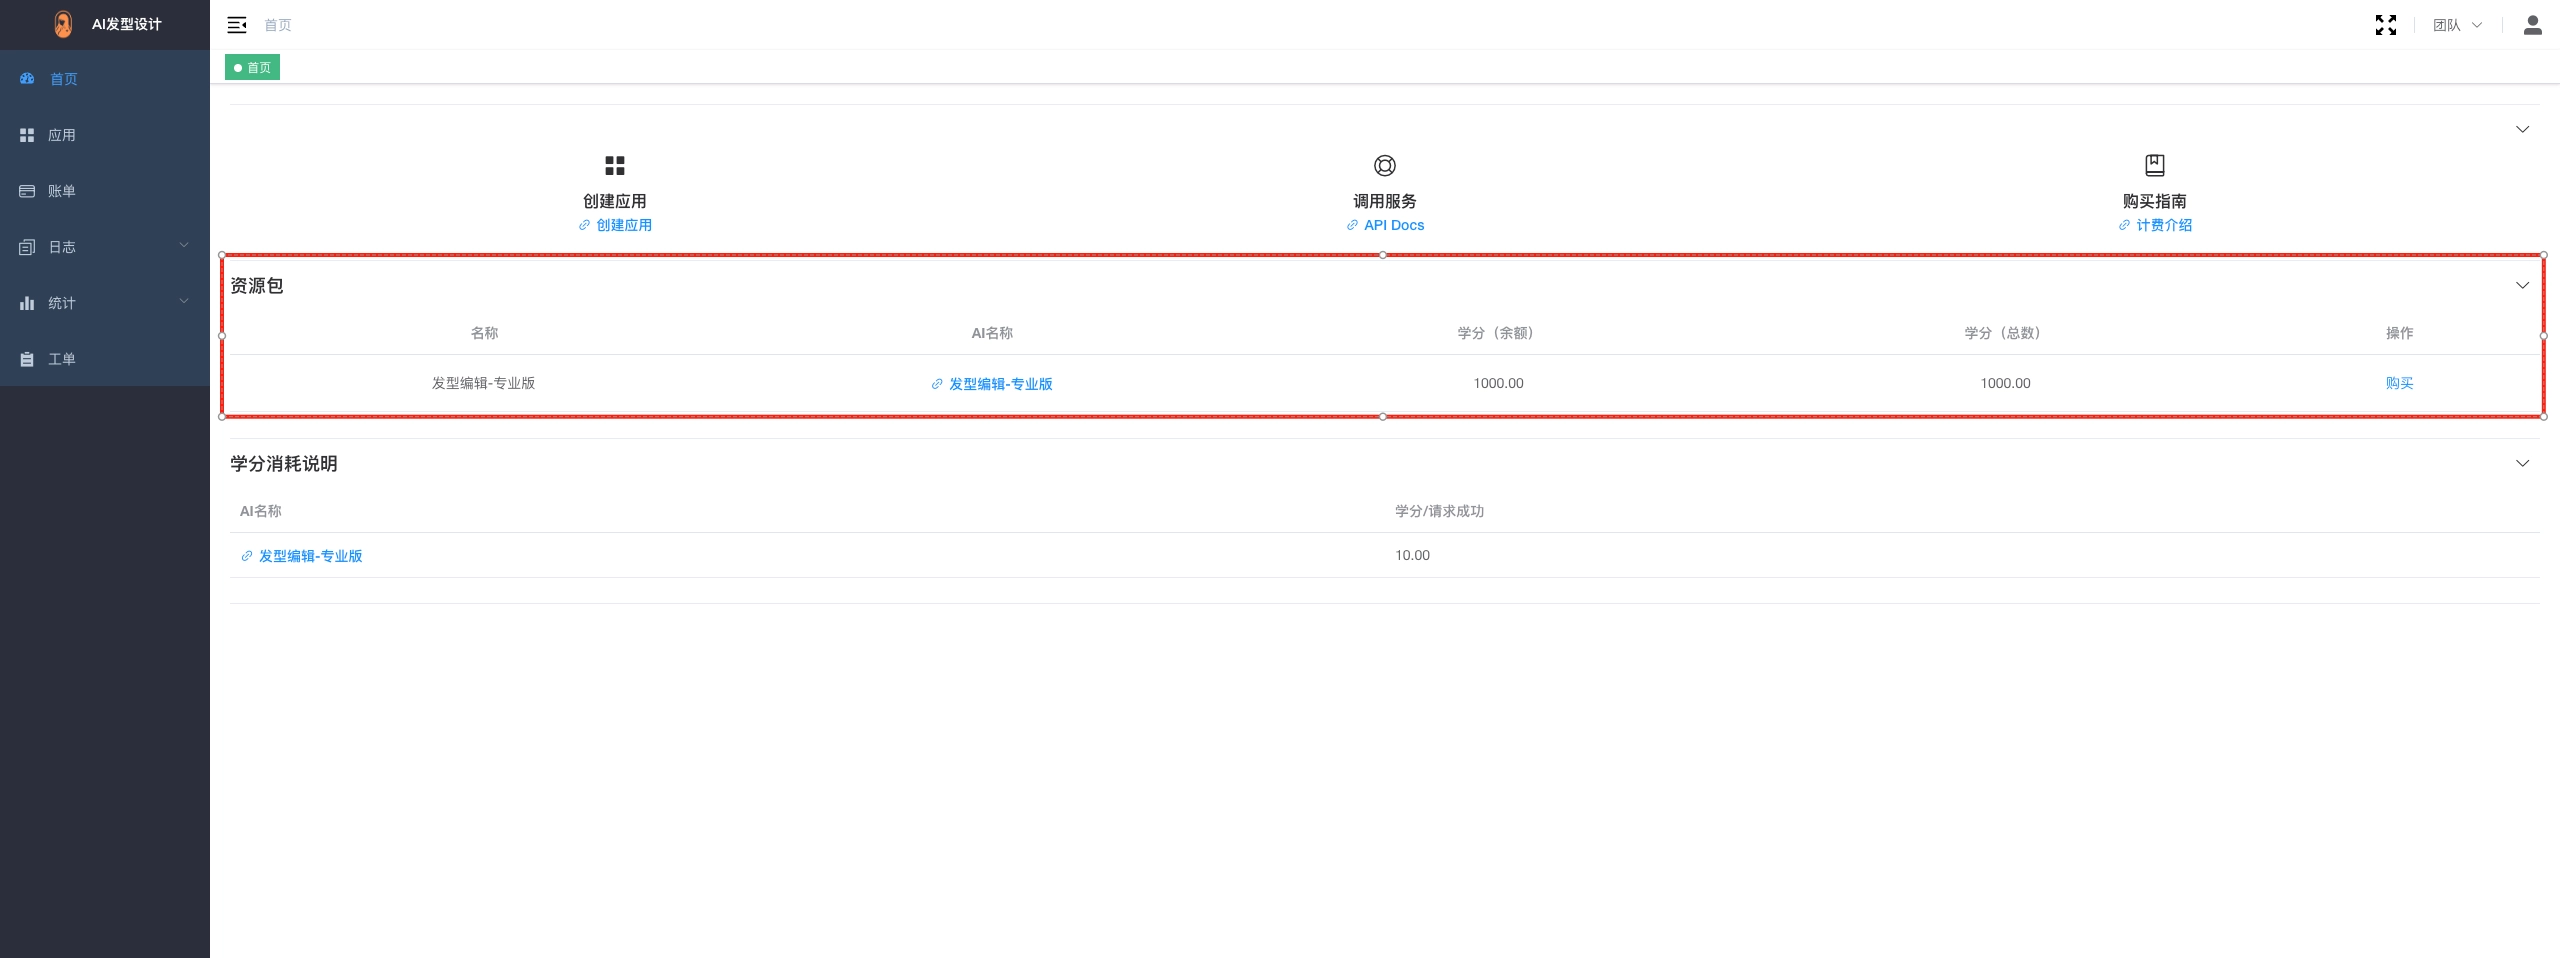 AI发型设计
首页
团队
首页
首页
应用
账单
日志
统计
工单
创建应用
创建应用
调用服务
API Docs
购买指南
计费介绍
资源包
名称 AI名称 学分（余额） 学分（总数） 操作
发型编辑-专业版 发型编辑-专业版 1000.00 1000.00 购买
学分消耗说明
AI名称 学分/请求成功
发型编辑-专业版 10.00